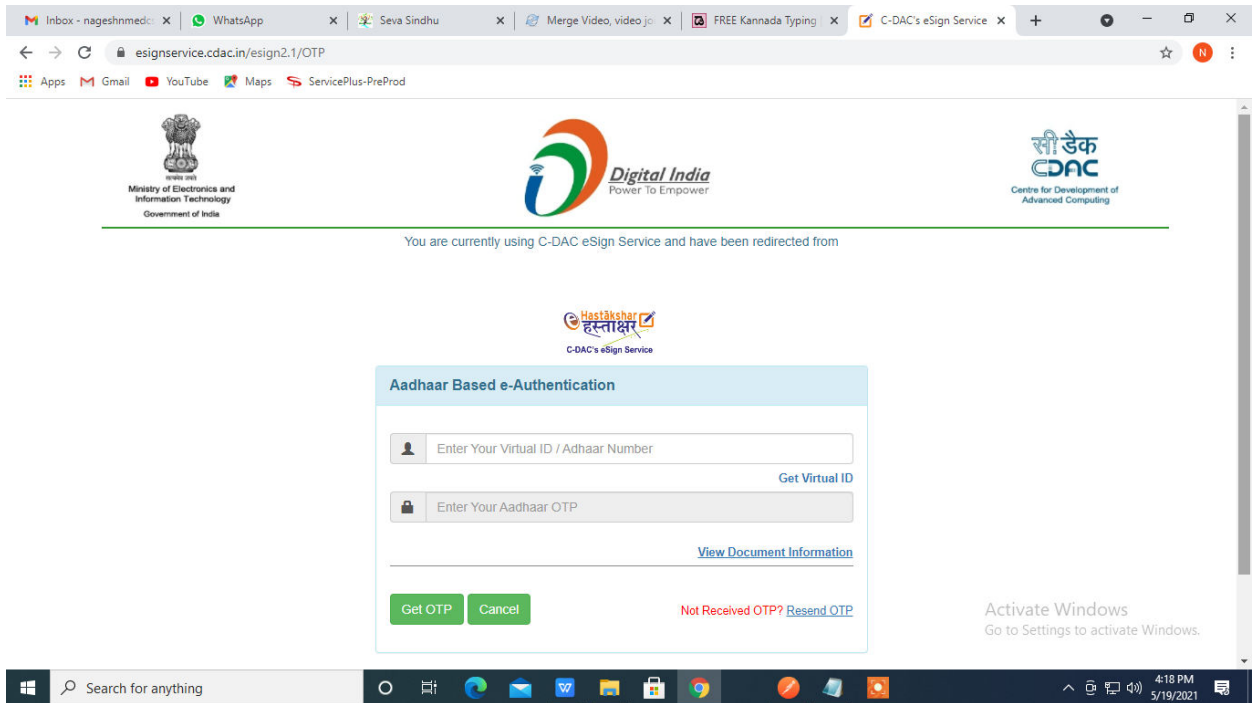 Inbox - nageshnmedc
WhatsApp
Seva Sindhu
Merge Video, video jo
FREE Kannada Typing
C-DAC's eSign Service
esignservice.cdac.in/esign2.1/OTP
N
Apps
Gmail
YouTube
Maps
ServicePlus-PreProd
सत्यमेव जयते
Ministry of Electronics and
Information Technology
Government of India
Digital India
Power To Empower
सी डैक
CDAC
Centre for Development of
Advanced Computing
You are currently using C-DAC eSign Service and have been redirected from
e Hastākshar
हस्ताक्षर
C-DAC's eSign Service
Aadhaar Based e-Authentication
Enter Your Virtual ID / Adhaar Number
Get Virtual ID
Enter Your Aadhaar OTP
View Document Information
Get OTP
Cancel
Not Received OTP? Resend OTP
Activate Windows
Go to Settings to activate Windows.
Search for anything
4:18 PM
5/19/2021